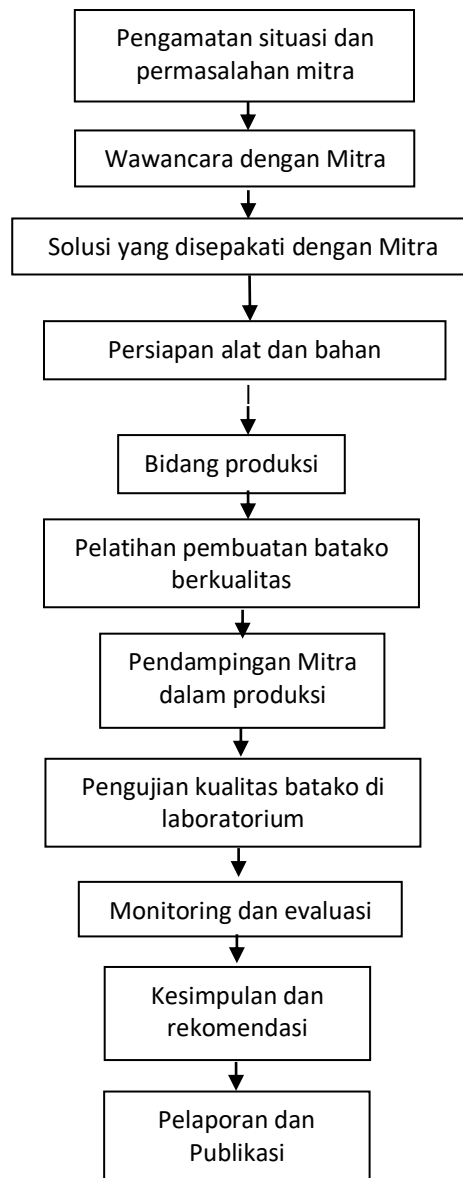 Pengamatan situasi dan
permasalahan mitra
Wawancara dengan Mitra
Solusi yang disepakati dengan Mitra
Persiapan alat dan bahan
Bidang produksi
Pelatihan pembuatan batako
berkualitas
Pendampingan Mitra
dalam produksi
Pengujian kualitas batako di
laboratorium
Monitoring dan evaluasi
Kesimpulan dan
rekomendasi
Pelaporan dan
Publikasi